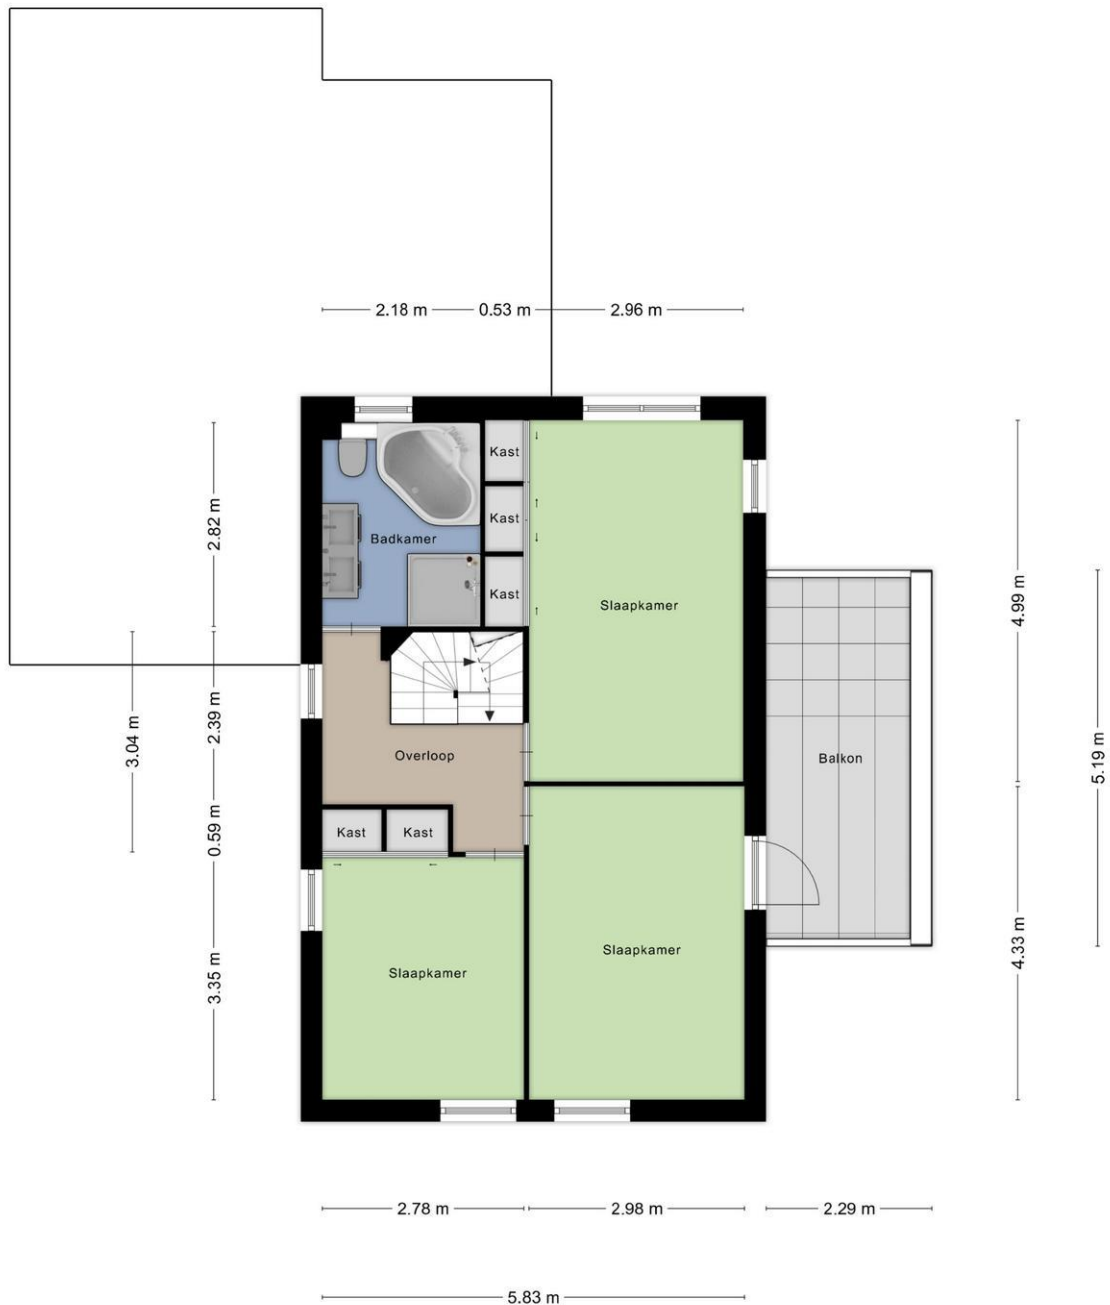 2.18 m
0.53 m
2.96 m
Kast
Kast
Badkamer
2.82 m
4.99 m
Kast
Slaapkamer
2.39 m
3.04 m
Overloop
Balkon
5.19 m
0.59 m
Kast
Kast
4.33 m
Slaapkamer
Slaapkamer
3.35 m
2.78 m
2.98 m
2.29 m
5.83 m